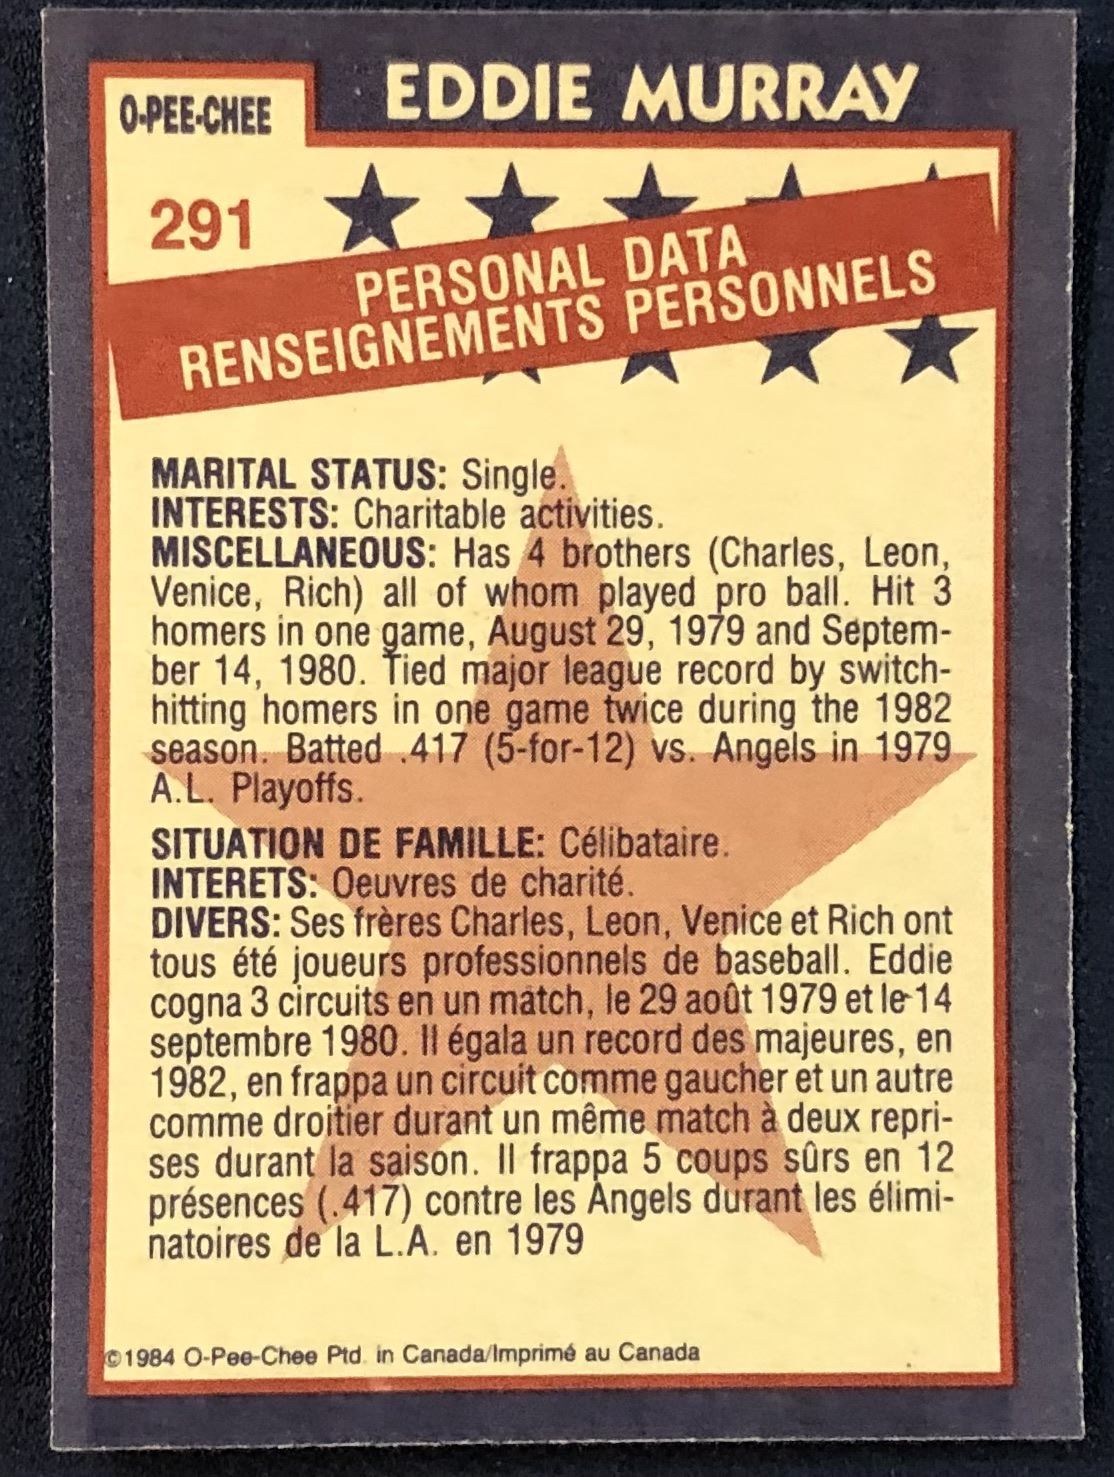 EDDIE MURRAY
O-PEE-CHEE
291
PERSONAL DATA
RENSEIGNEMENTS PERSONNELS
MARITAL STATUS: Single.
INTERESTS: Charitable activities.
MISCELLANEOUS: Has 4 brothers (Charles, Leon,
Venice, Rich) all of whom played pro ball. Hit 3
homers in one game, August 29, 1979 and Septem-
ber 14, 1980. Tied major league record by switch-
hitting homers in one game twice during the 1982
season. Batted .417 (5-for-12) vs. Angels in 1979
A.L. Playoffs.
SITUATION DE FAMILLE: Célibataire.
INTERETS: Oeuvres de charité.
DIVERS: Ses frères Charles, Leon, Venice et Rich ont
tous été joueurs professionnels de baseball. Eddie
cogna 3 circuits en un match, le 29 août 1979 et le 14
septembre 1980. Il égala un record des majeures, en
1982, en frappa un circuit comme gaucher et un autre
comme droitier durant un même match à deux repri-
ses durant la saison. Il frappa 5 coups sûrs en 12
présences (.417) contre les Angels durant les élimi-
natoires de la L.A. en 1979
©1984 O-Pee-Chee Ptd. in Canada/Imprimé au Canada